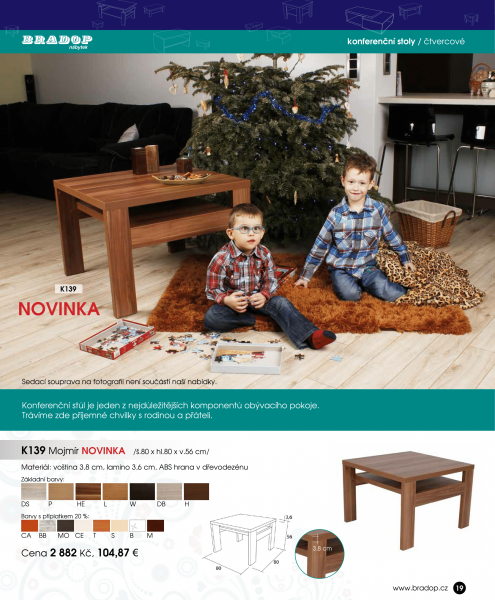 BRADOP
nábytek
konferenční stoly / čtvercové
K139
NOVINKA
Sedací souprava na fotografii není součástí naší nabídky.
Konferenční stůl je jeden z nejdůležitějších komponentů obývacího pokoje.
Trávíme zde příjemné chvilky s rodinou a přáteli.
K139 Mojmír NOVINKA /š.80 x hl.80 x v.56 cm/
Materiál: voština 3,8 cm, lamino 3,6 cm, ABS hrana v dřevodezénu
Základní barvy:
DS P HE L W DB H
Barvy s příplatkem 20 %:
CA BB MO CE T S B M
Cena 2 882 Kč, 104,87 €
3,6
56
80
80
3,8 cm
www.bradop.cz 19